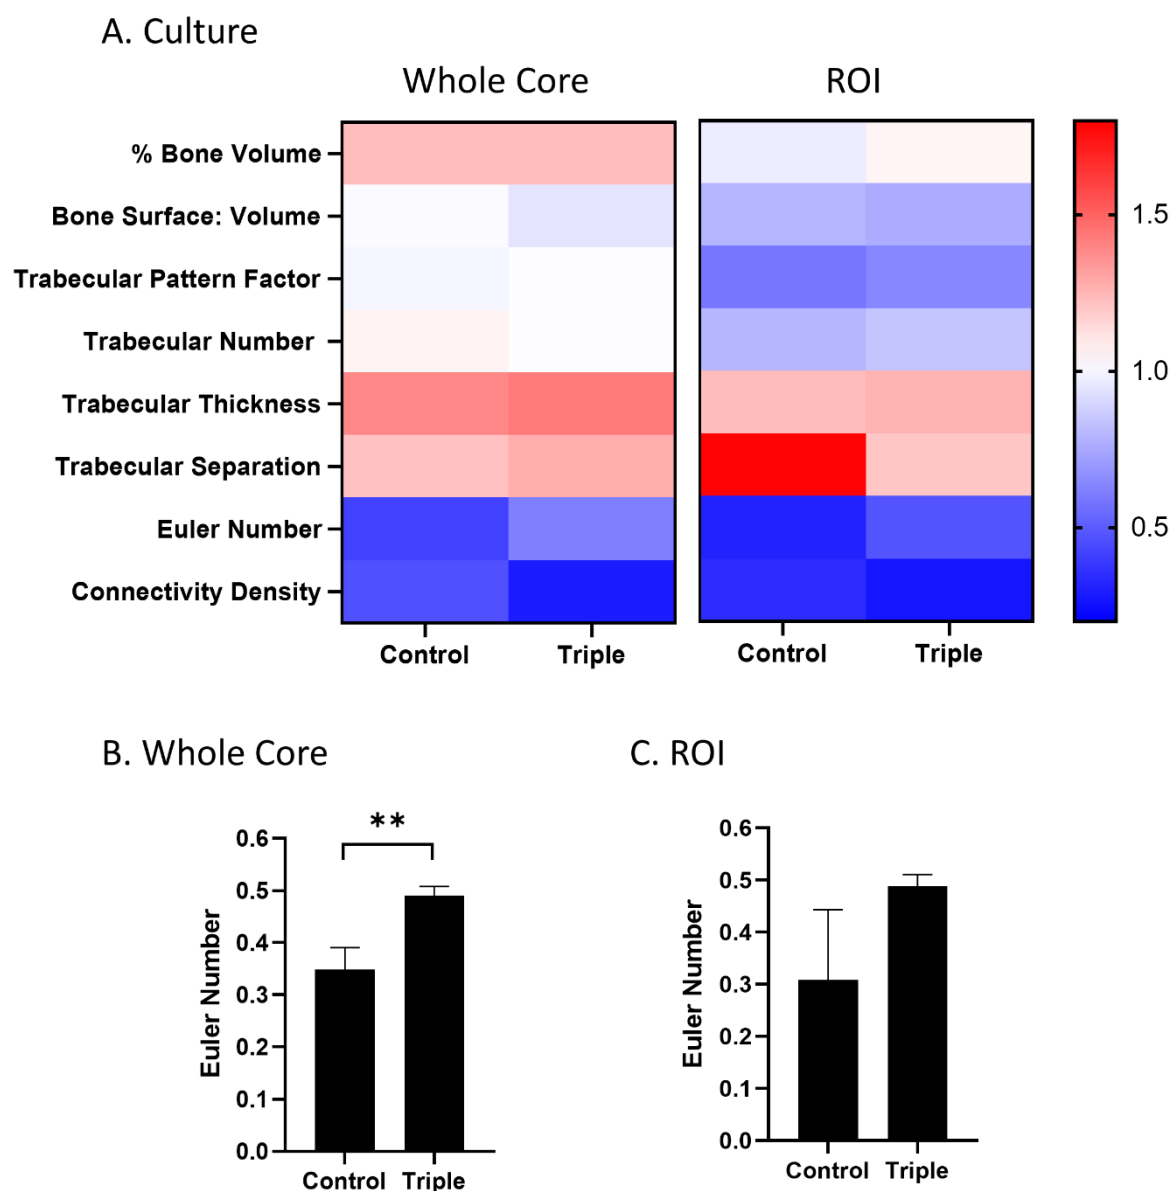 A. Culture
Whole Core
ROI
% Bone Volume
Bone Surface: Volume
Trabecular Pattern Factor
Trabecular Number
Trabecular Thickness
Trabecular Separation
Euler Number
Connectivity Density
Control
Triple
Control
Triple
1.5
1.0
0.5
B. Whole Core
**
Euler Number
0.6
0.5
0.4
0.3
0.2
0.1
0.0
Control
Triple
C. ROI
Euler Number
0.6
0.5
0.4
0.3
0.2
0.1
0.0
Control
Triple